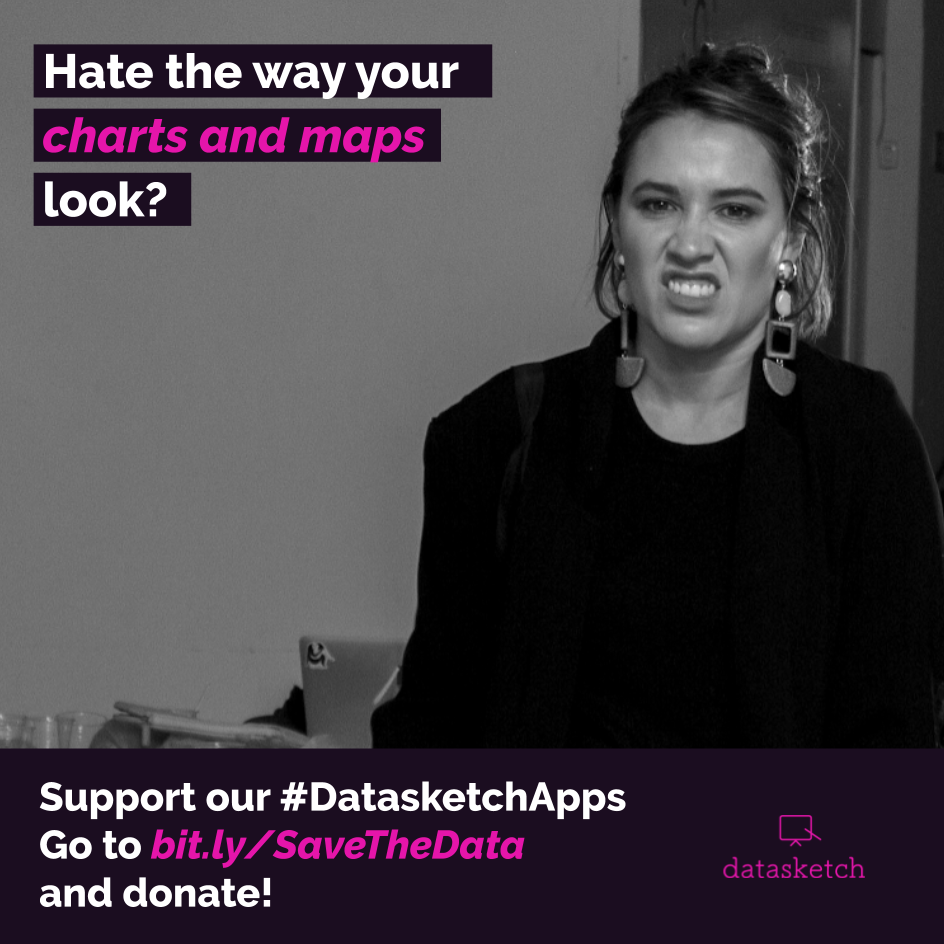 Hate the way your
charts and maps
look?
Support our #DatasketchApps
Go to bit.ly/SaveTheData
and donate!
datasketch